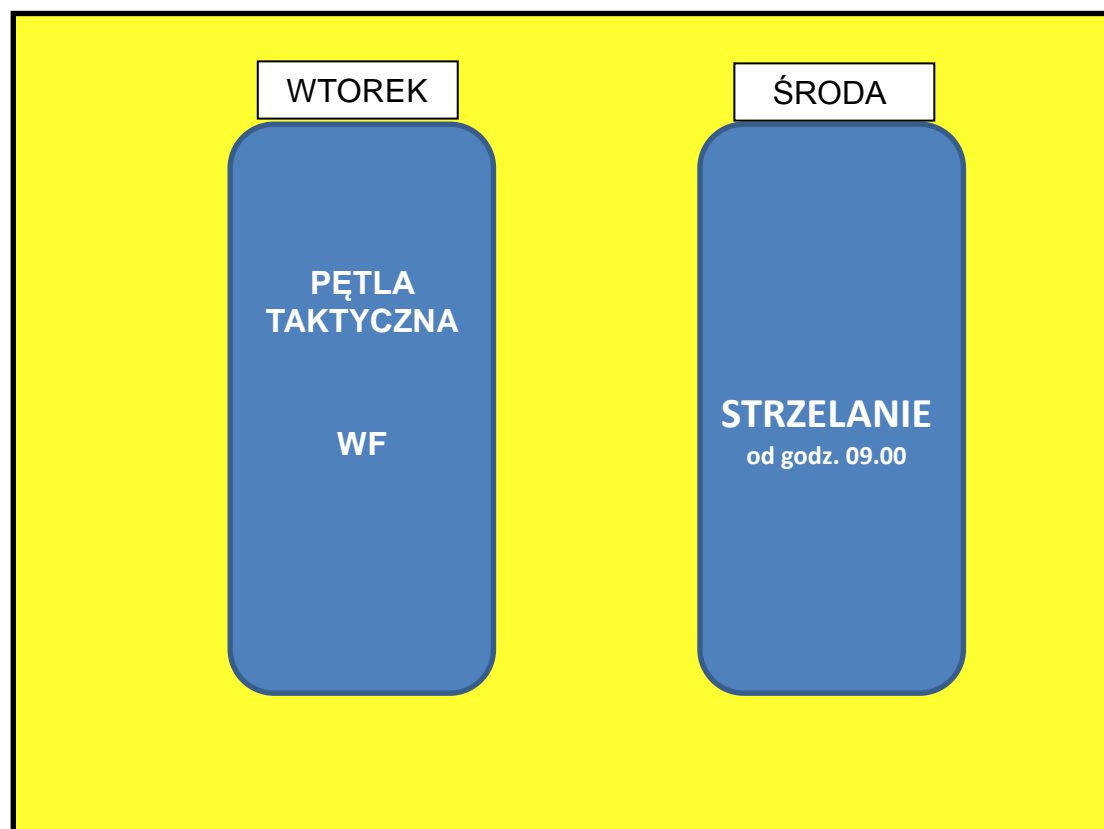 WTOREK
PĘTLA
TAKTYCZNA
WF
ŚRODA
STRZELANIE
od godz. 09.00